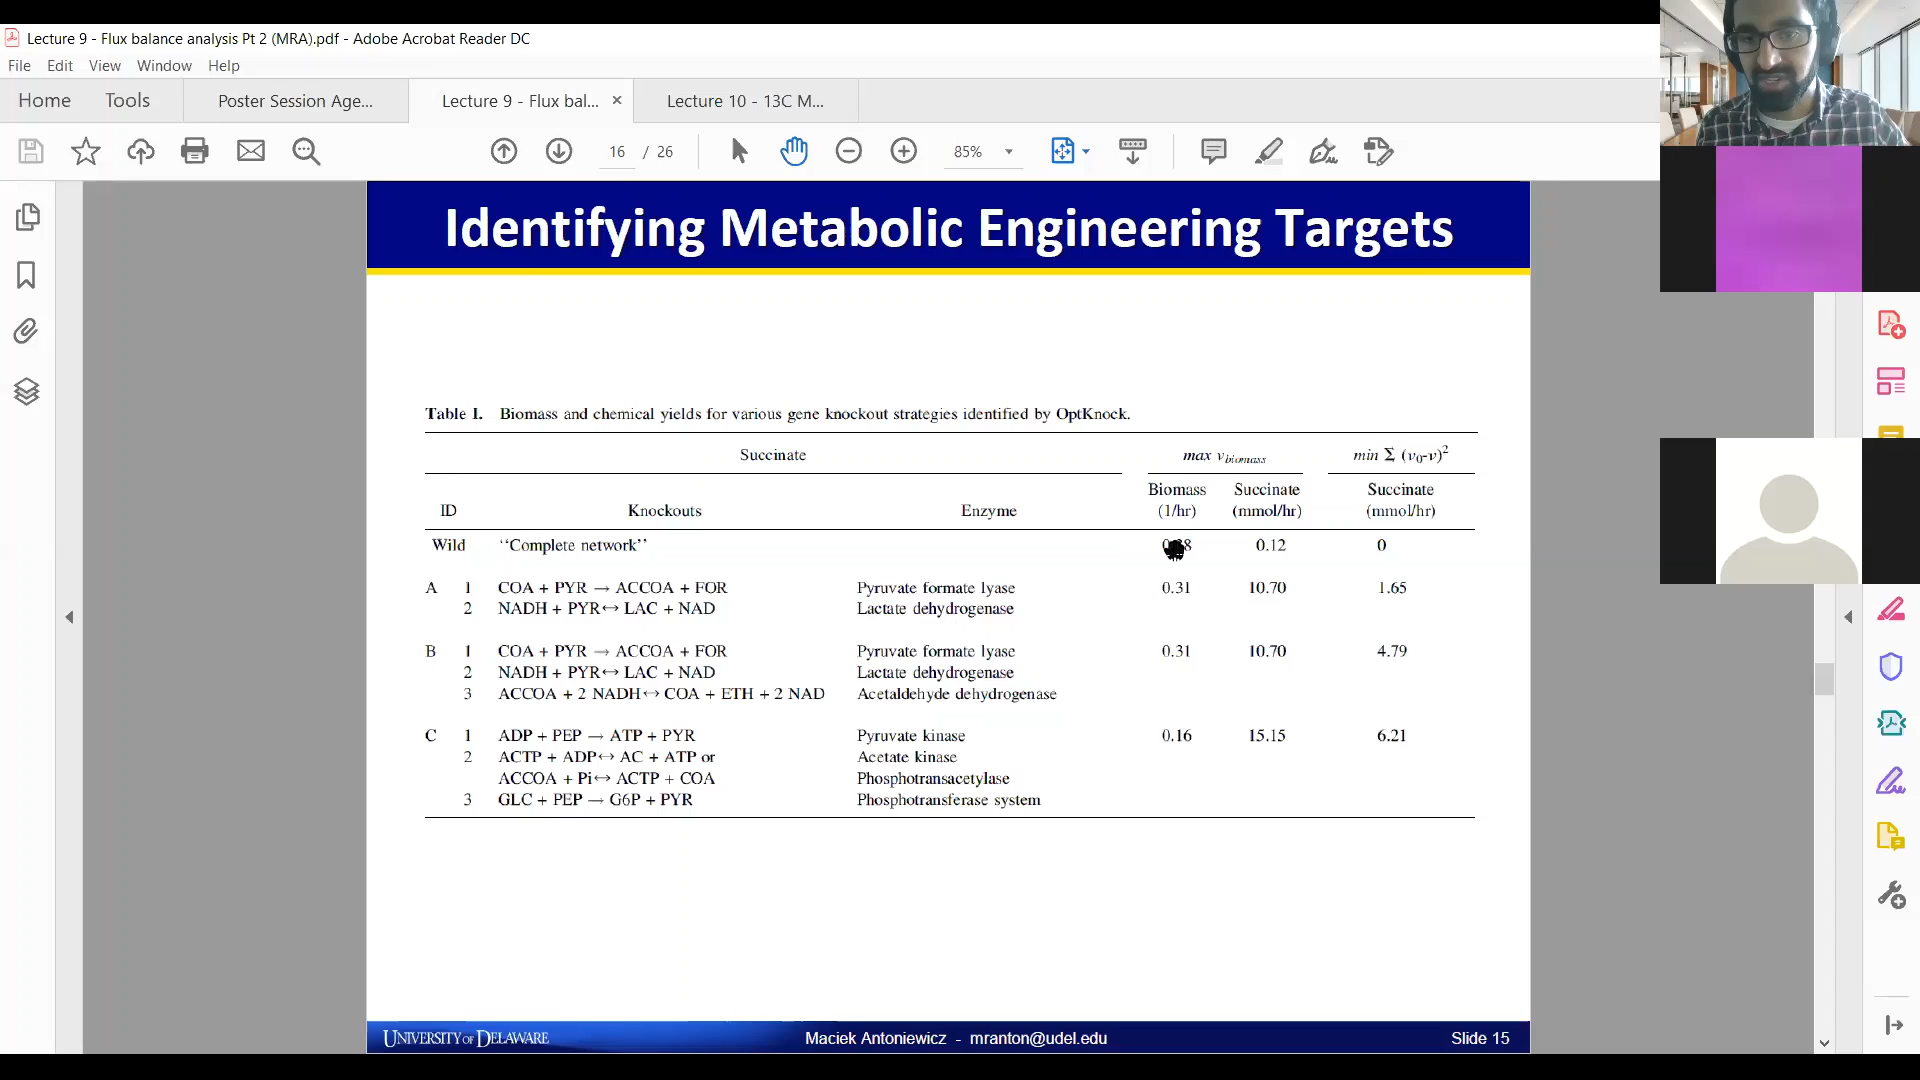 Lecture 9 - Flux balance analysis Pt 2 (MRA).pdf - Adobe Acrobat Reader DC
File Edit View Window Help
Home Tools Poster Session Age... Lecture 9 - Flux bal... × Lecture 10 - 13C M...
16 / 26 85%
Identifying Metabolic Engineering Targets
Table I. Biomass and chemical yields for various gene knockout strategies identified by OptKnock.
Succinate max vbiomass min Σ (v0-v)2
Biomass Succinate Succinate
ID Knockouts Enzyme (1/hr) (mmol/hr) (mmol/hr)
Wild ‘‘Complete network’’ 0.12 0
A 1 COA + PYR → ACCOA + FOR Pyruvate formate lyase 0.31 10.70 1.65
2 NADH + PYR↔ LAC + NAD Lactate dehydrogenase
B 1 COA + PYR → ACCOA + FOR Pyruvate formate lyase 0.31 10.70 4.79
2 NADH + PYR↔ LAC + NAD Lactate dehydrogenase
3 ACCOA + 2 NADH↔ COA + ETH + 2 NAD Acetaldehyde dehydrogenase
C 1 ADP + PEP → ATP + PYR Pyruvate kinase 0.16 15.15 6.21
2 ACTP + ADP↔ AC + ATP or Acetate kinase
ACCOA + Pi↔ ACTP + COA Phosphotransacetylase
3 GLC + PEP → G6P + PYR Phosphotransferase system
UNIVERSITY OF DELAWARE Maciek Antoniewicz - mranton@udel.edu Slide 15